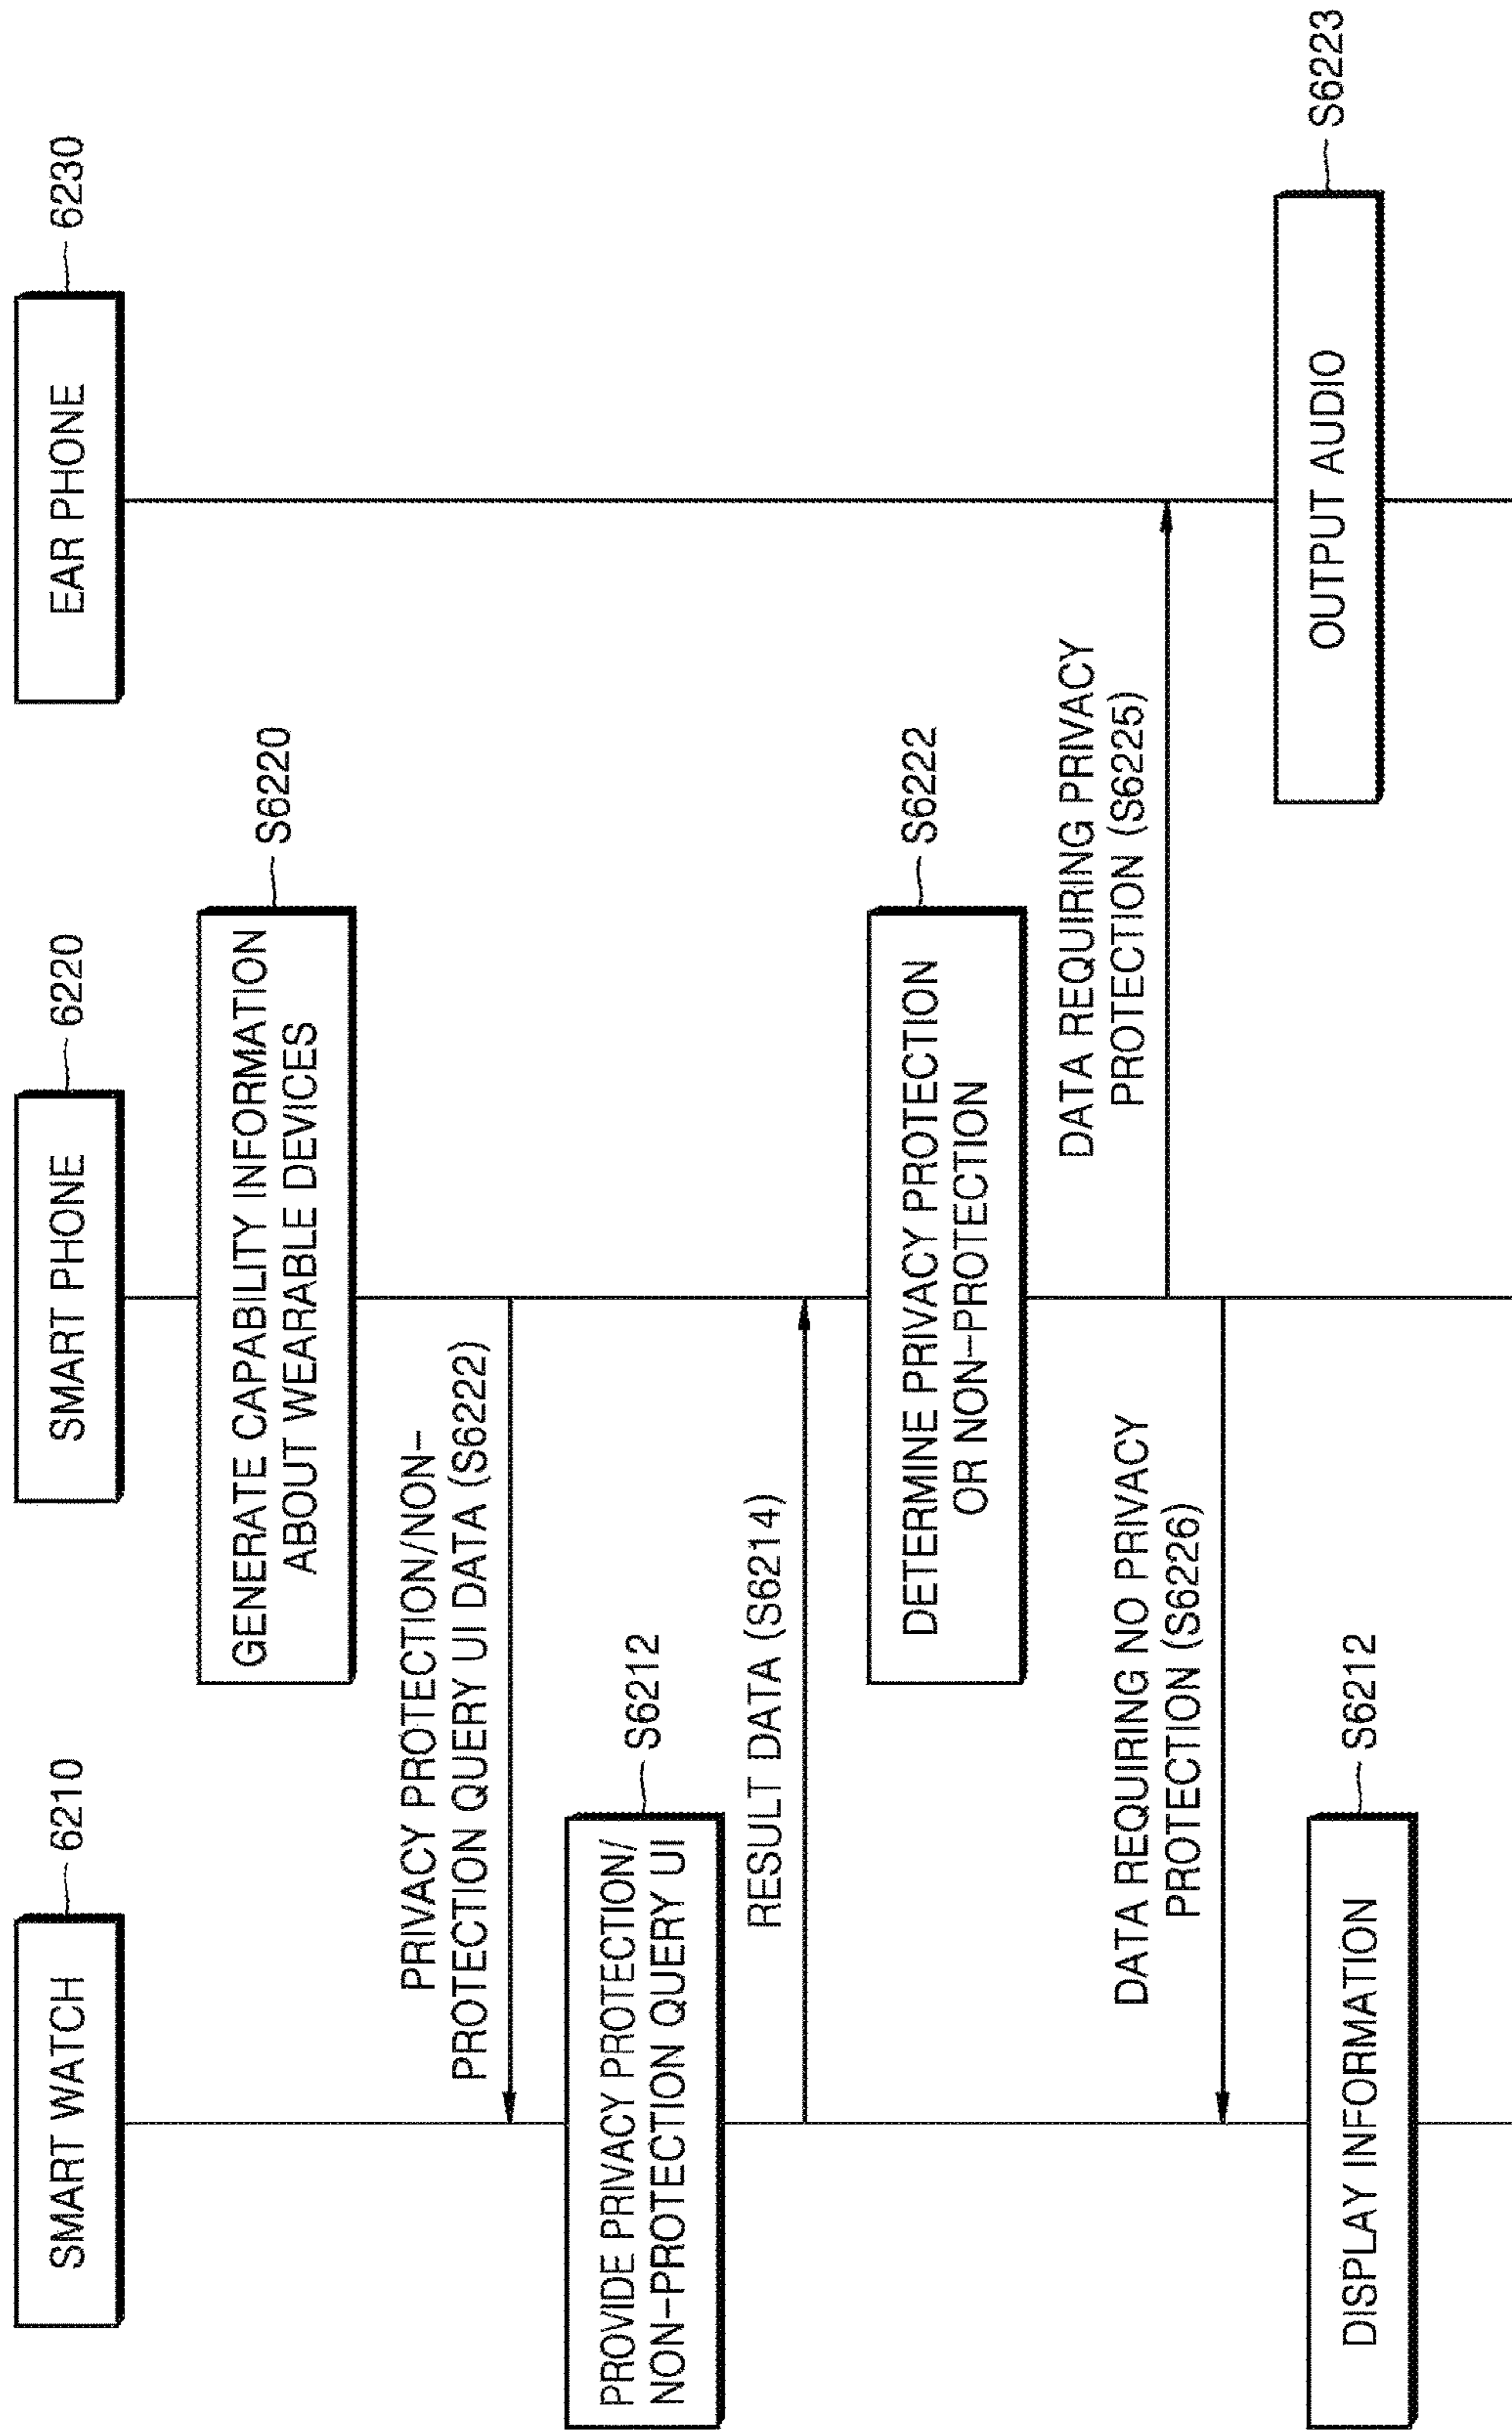 SMART WATCH
6210
SMART PHONE
6220
EAR PHONE
6230
GENERATE CAPABILITY INFORMATION
ABOUT WEARABLE DEVICES
S6220
PRIVACY PROTECTION/NON-
PROTECTION QUERY UI DATA (S6222)
PROVIDE PRIVACY PROTECTION/
NON-PROTECTION QUERY UI
S6212
RESULT DATA (S6214)
DETERMINE PRIVACY PROTECTION
OR NON-PROTECTION
S6222
DATA REQUIRING PRIVACY
PROTECTION (S6225)
DATA REQUIRING NO PRIVACY
PROTECTION (S6226)
OUTPUT AUDIO
S6223
DISPLAY INFORMATION
S6212